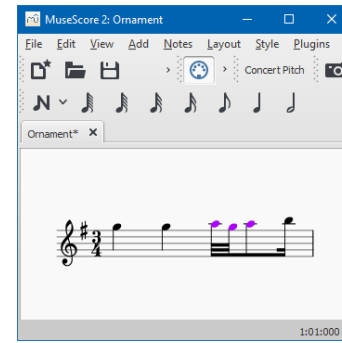 MuseScore 2: Ornament
File Edit View Add Notes Layout Style Plugins
Concert Pitch
N
Ornament*
3
4
1:01:000